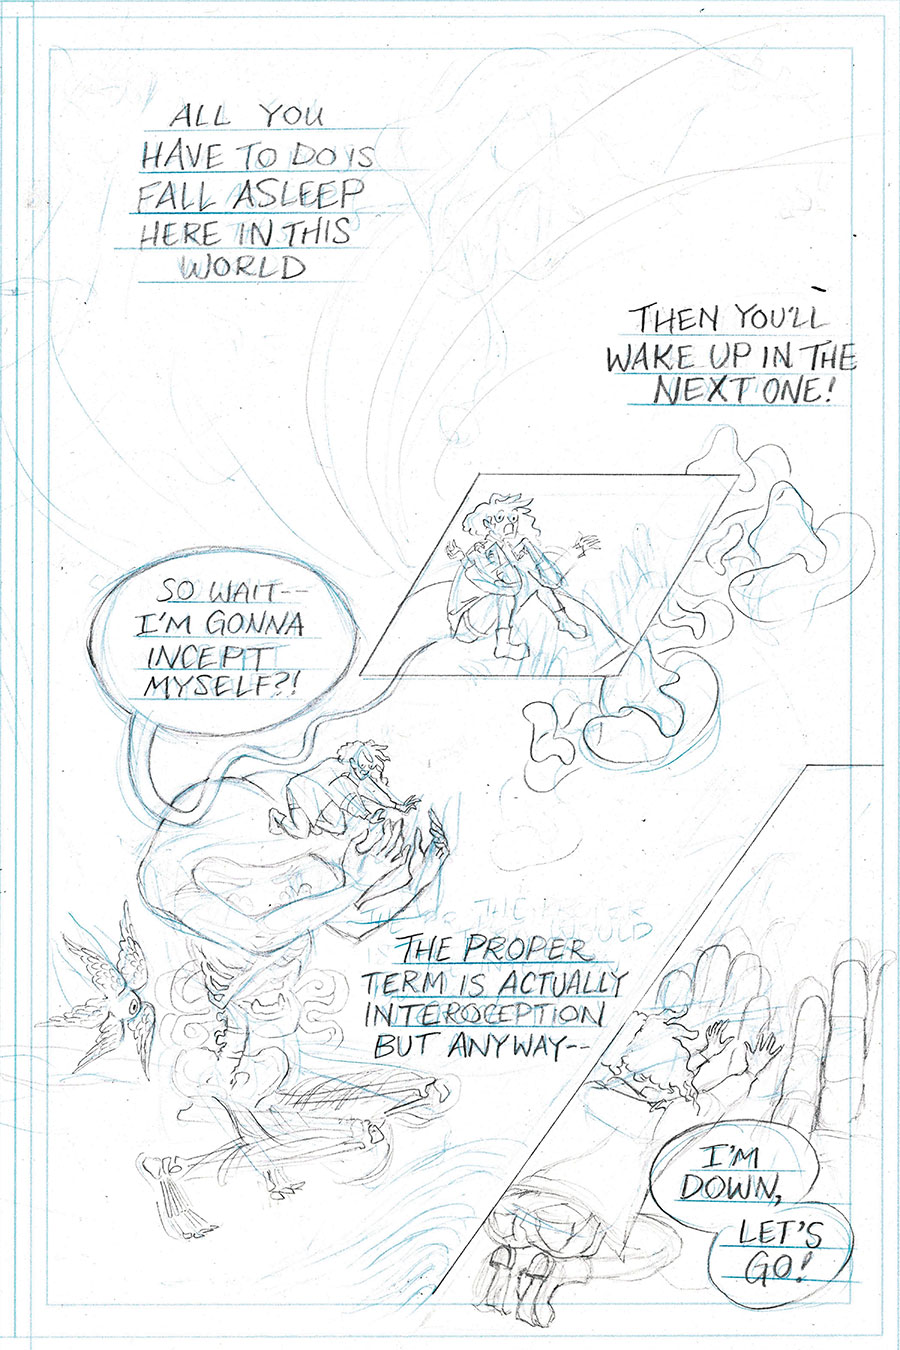 ALL YOU
HAVE TO DO IS
FALL ASLEEP
HERE IN THIS
WORLD
THEN YOU'LL
WAKE UP IN THE
NEXT ONE!
SO WAIT--
I'M GONNA
INCEPT
MYSELF?!
THE PROPER
TERM IS ACTUALLY
INTEROCEPTION
BUT ANYWAY--
I'M
DOWN,
LET'S
GO!